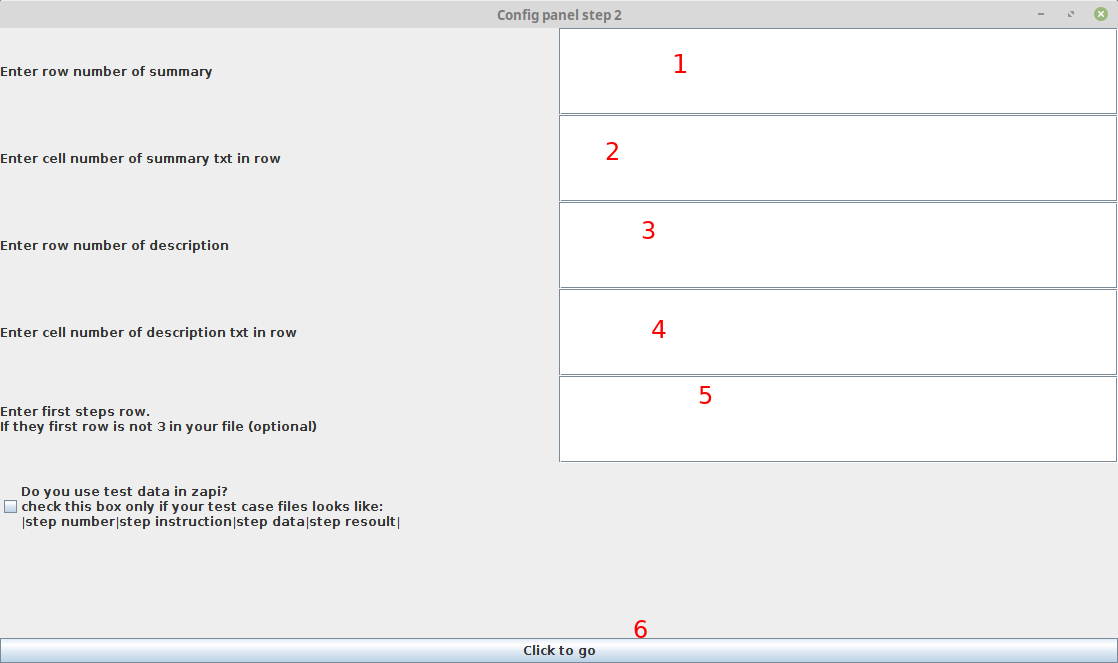 Config panel step 2
Enter row number of summary
1
Enter cell number of summary txt in row
2
Enter row number of description
3
Enter cell number of description txt in row
4
Enter first steps row.
If they first row is not 3 in your file (optional)
5
Do you use test data in zapi?
check this box only if your test case files looks like:
|step number|step instruction|step data|step resoult|
6
Click to go